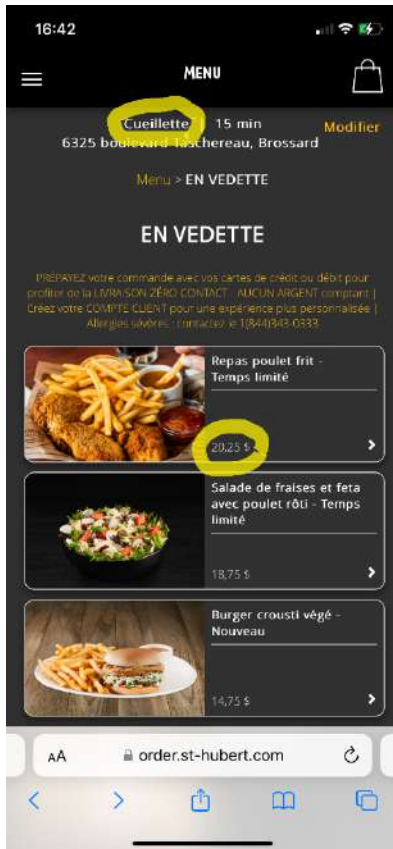 16:42
MENU
Cueillette | 15 min
Modifier
6325 boulevard Taschereau, Brossard
Menu > EN VEDETTE
EN VEDETTE
PRÉPAYEZ votre commande avec vos cartes de crédit ou débit pour
profiter de la LIVRAISON ZÉRO CONTACT - AUCUN ARGENT comptant |
Créez votre COMPTE CLIENT pour une expérience plus personnalisée |
Allergies sévères : contactez le 1(844)343-0333
Repas poulet frit -
Temps limité
20,25 $
Salade de fraises et feta
avec poulet rôti - Temps
limité
18,75 $
Burger crousti végé -
Nouveau
14,75 $
AA
order.st-hubert.com